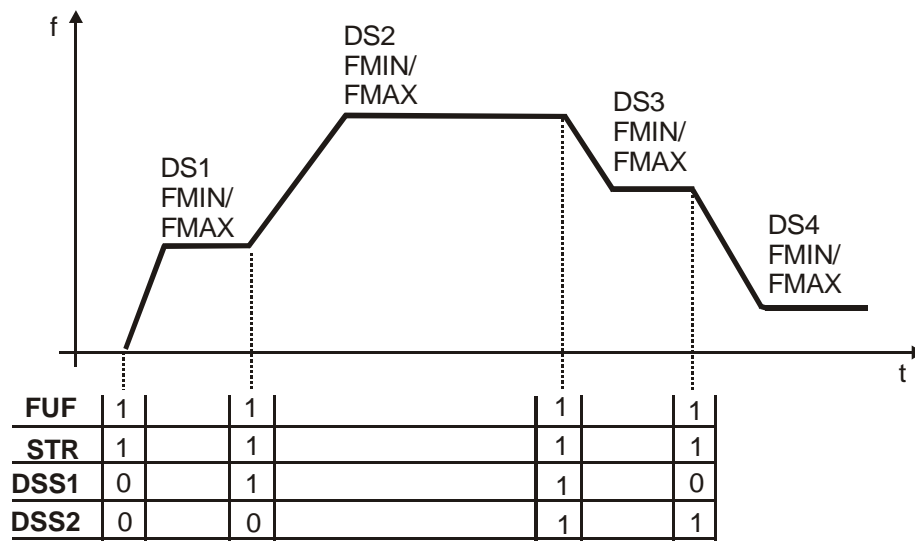 f
DS2
FMIN/
FMAX
DS3
FMIN/
FMAX
DS1
FMIN/
FMAX
DS4
FMIN/
FMAX
t
FUF 1 1 1 1
STR 1 1 1 1
DSS1 0 1 1 0
DSS2 0 0 1 1